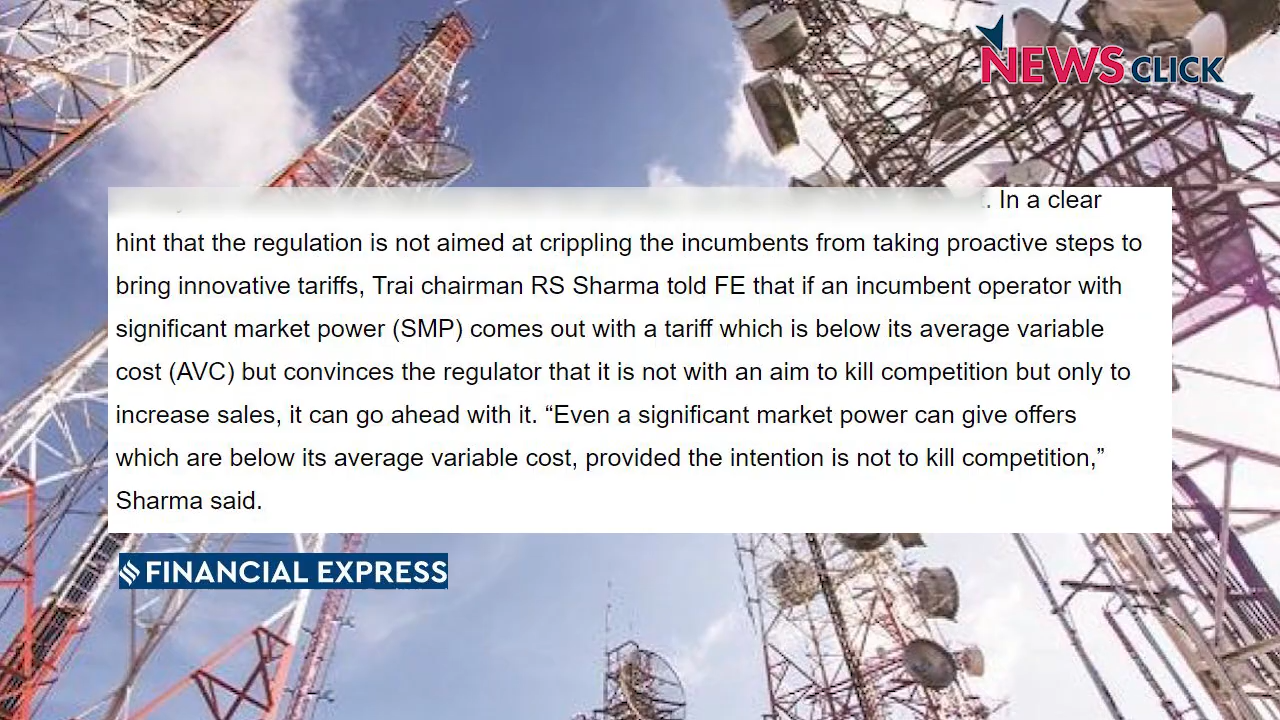 NEWS CLICK
. In a clear
hint that the regulation is not aimed at crippling the incumbents from taking proactive steps to
bring innovative tariffs, Trai chairman RS Sharma told FE that if an incumbent operator with
significant market power (SMP) comes out with a tariff which is below its average variable
cost (AVC) but convinces the regulator that it is not with an aim to kill competition but only to
increase sales, it can go ahead with it. “Even a significant market power can give offers
which are below its average variable cost, provided the intention is not to kill competition,”
Sharma said.
FINANCIAL EXPRESS